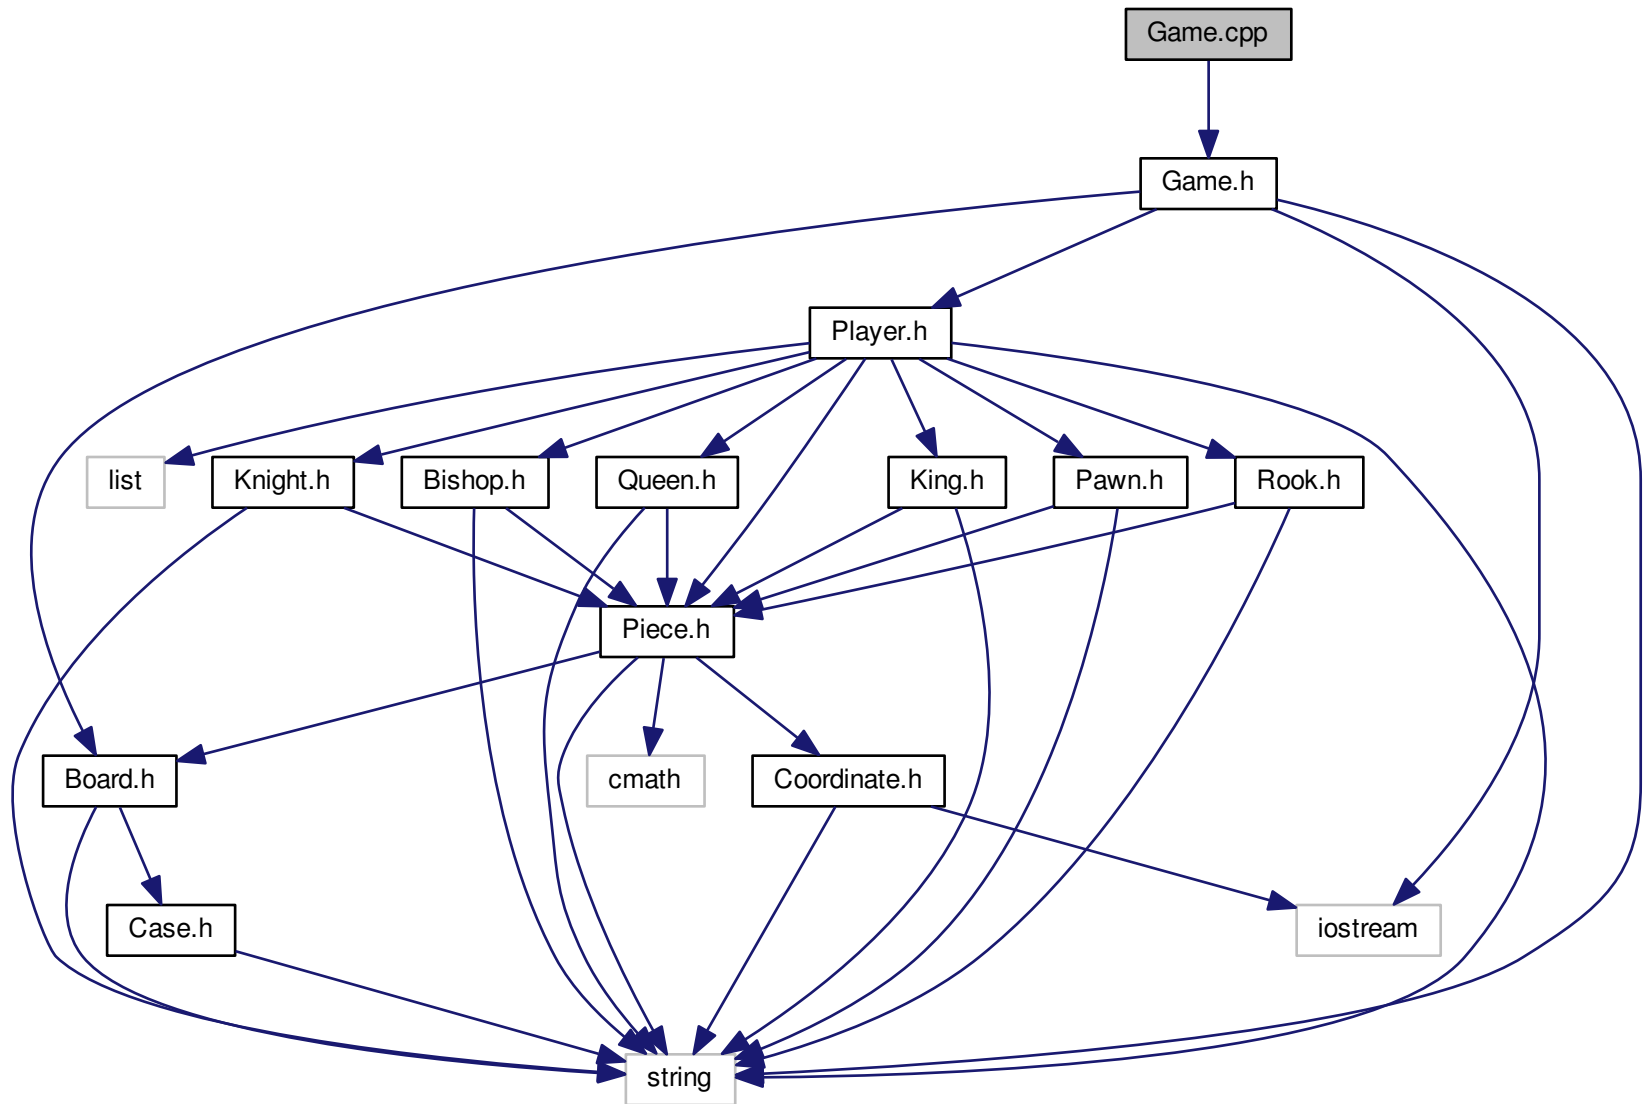 Game.cpp
Game.h
Player.h
list
Knight.h
Bishop.h
Queen.h
King.h
Pawn.h
Rook.h
Piece.h
Board.h
cmath
Coordinate.h
Case.h
iostream
string